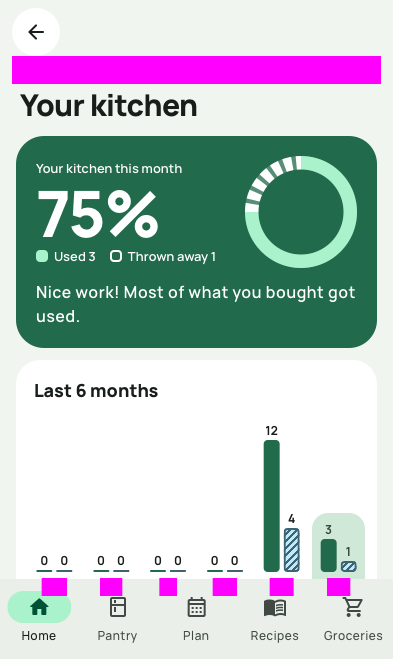 Your kitchen
Your kitchen this month
75%
Used 3 Thrown away 1
Nice work! Most of what you bought got
used.
Last 6 months
0 0 0 0 0 0 0 0 12 4 3 1
Home Pantry Plan Recipes Groceries